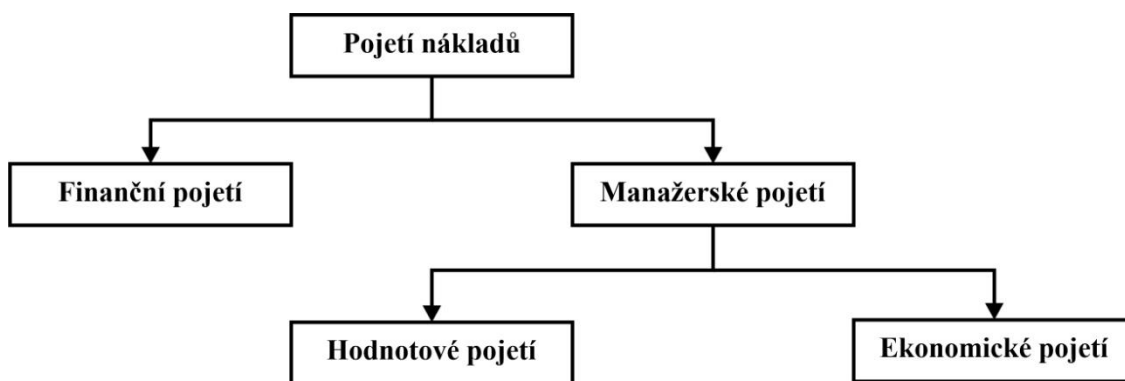 Pojetí nákladů
Finanční pojetí
Manažerské pojetí
Hodnotové pojetí
Ekonomické pojetí